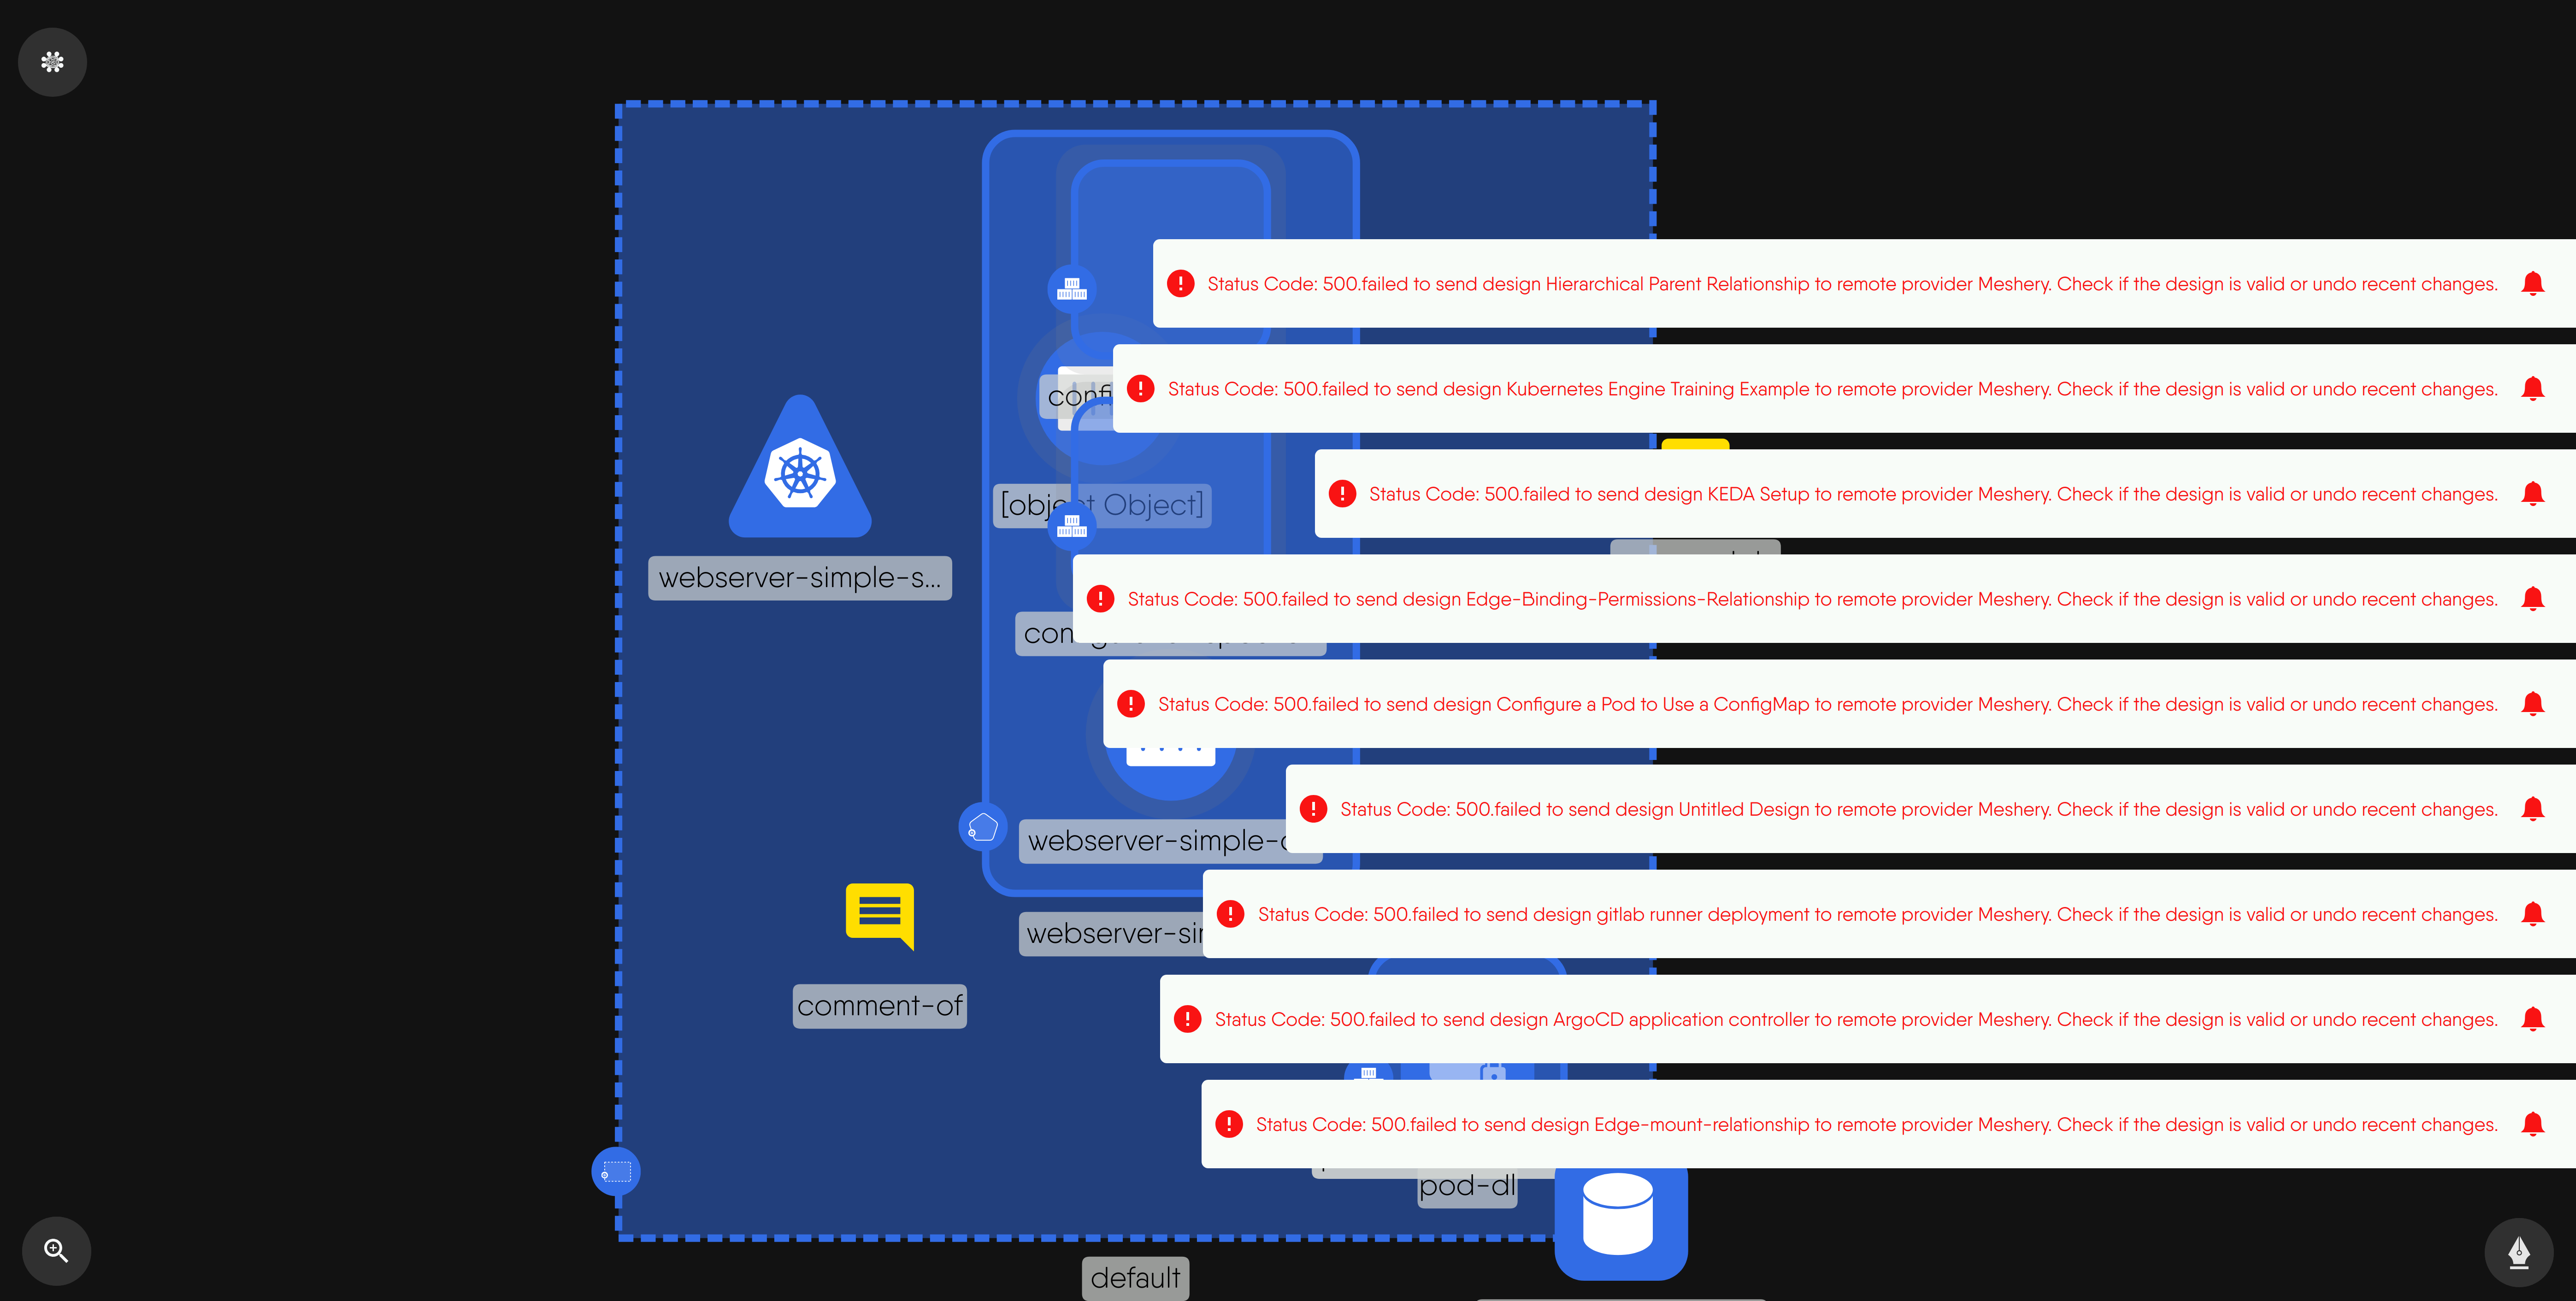 Status Code: 500.failed to send design Hierarchical Parent Relationship to remote provider Meshery. Check if the design is valid or undo recent changes.
Status Code: 500.failed to send design Kubernetes Engine Training Example to remote provider Meshery. Check if the design is valid or undo recent changes.
Status Code: 500.failed to send design KEDA Setup to remote provider Meshery. Check if the design is valid or undo recent changes.
[object Object]
webserver-simple-s...
Status Code: 500.failed to send design Edge-Binding-Permissions-Relationship to remote provider Meshery. Check if the design is valid or undo recent changes.
Status Code: 500.failed to send design Configure a Pod to Use a ConfigMap to remote provider Meshery. Check if the design is valid or undo recent changes.
Status Code: 500.failed to send design Untitled Design to remote provider Meshery. Check if the design is valid or undo recent changes.
webserver-simple-
Status Code: 500.failed to send design gitlab runner deployment to remote provider Meshery. Check if the design is valid or undo recent changes.
comment-of
Status Code: 500.failed to send design ArgoCD application controller to remote provider Meshery. Check if the design is valid or undo recent changes.
Status Code: 500.failed to send design Edge-mount-relationship to remote provider Meshery. Check if the design is valid or undo recent changes.
pod-dl
default